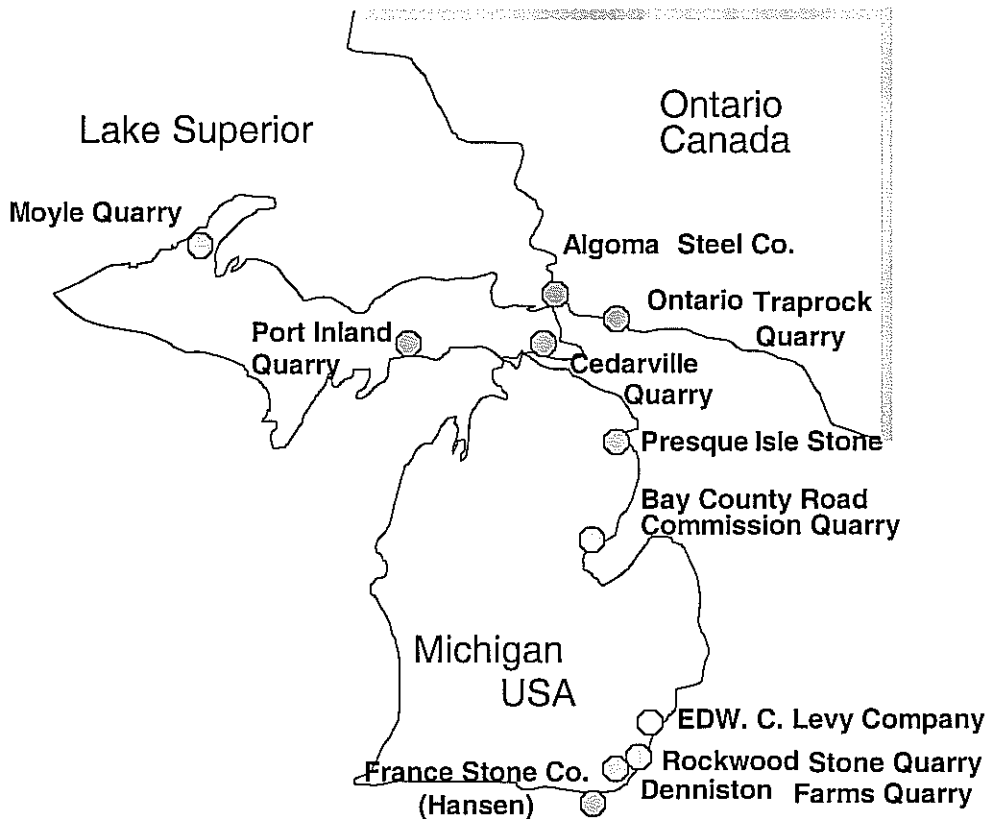 Ontario
Canada
Lake Superior
Moyle Quarry
Algoma Steel Co.
Ontario Traprock
Quarry
Port Inland
Quarry
Cedarville
Quarry
Presque Isle Stone
Bay County Road
Commission Quarry
Michigan
USA
EDW. C. Levy Company
Rockwood Stone Quarry
France Stone Co.
(Hansen)
Denniston Farms Quarry